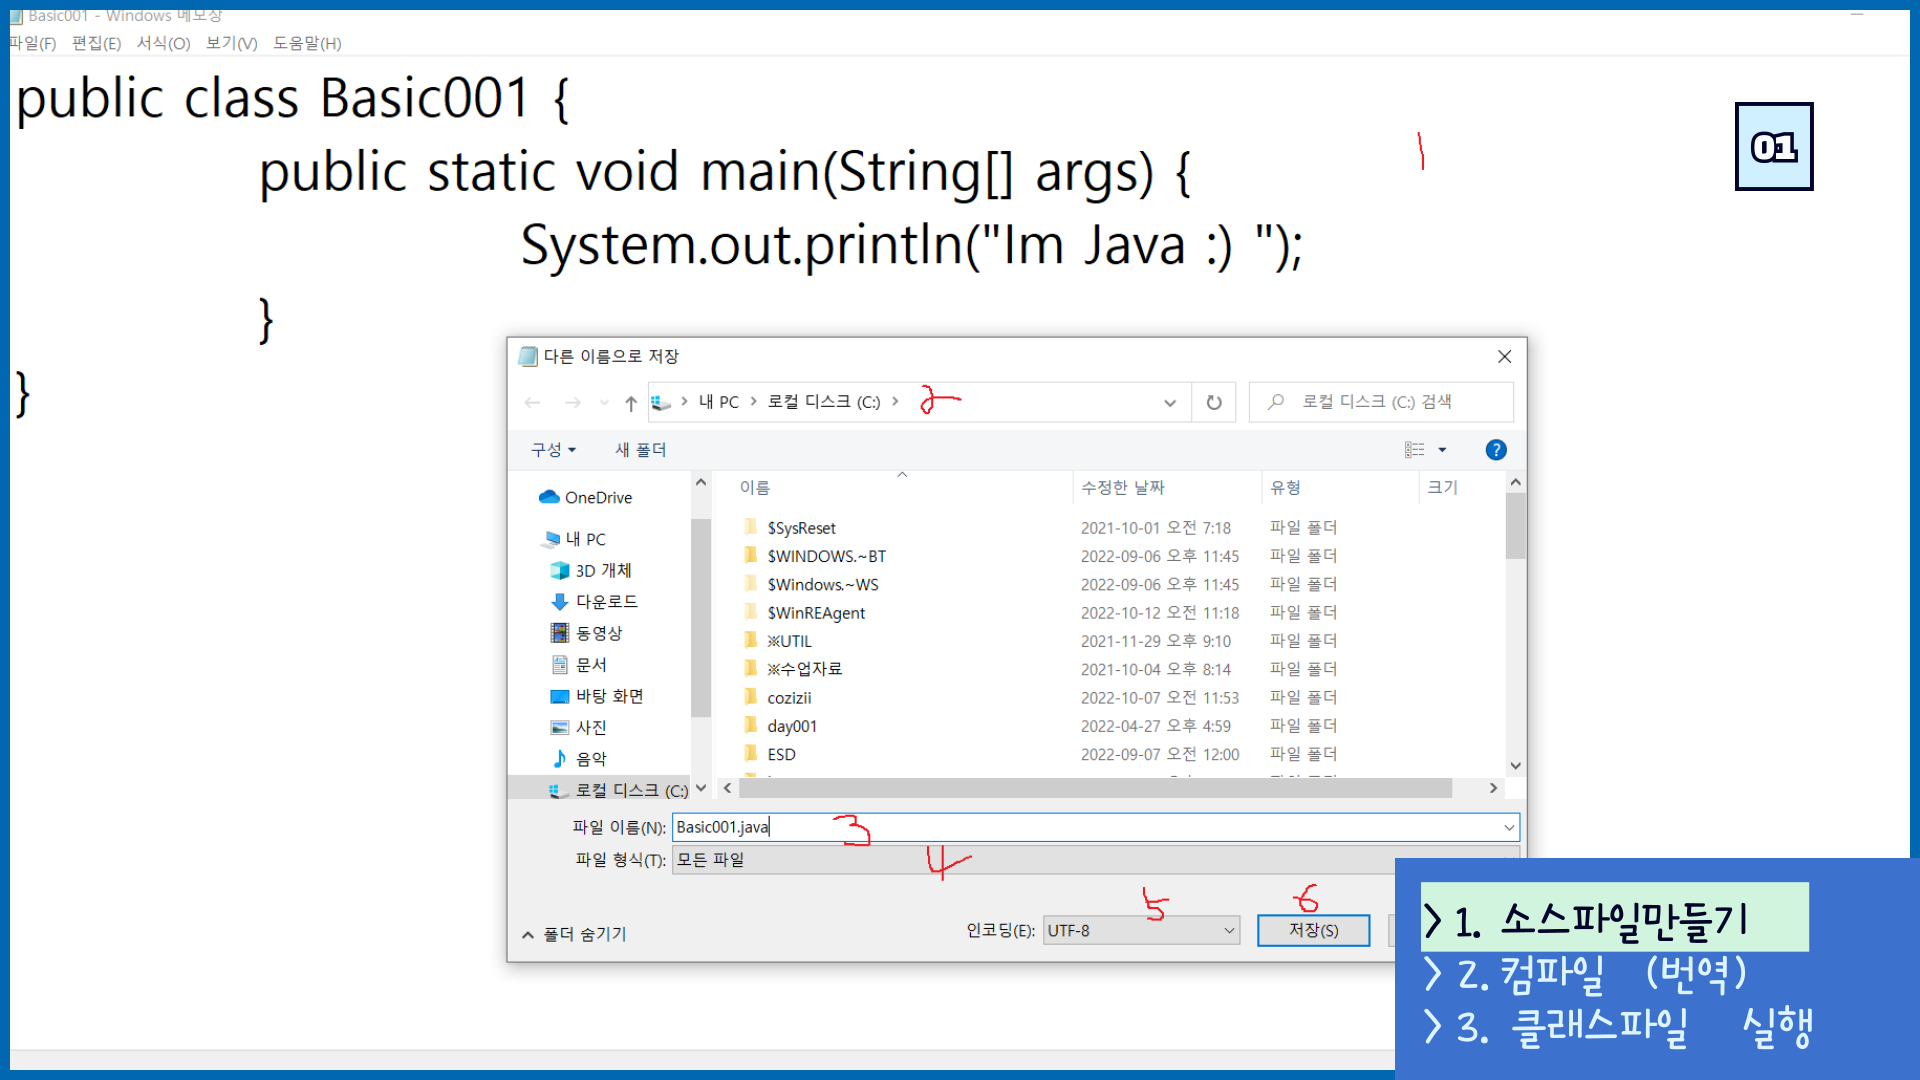 Basic001 - Windows 메모장
파일(F) 편집(E) 서식(O) 보기(V) 도움말(H)
public class Basic001 {
public static void main(String[] args) {
1
01
System.out.println("Im Java :) ");
}
}
다른 이름으로 저장
내 PC 로컬 디스크 (C:) 2
로컬 디스크 (C:) 검색
구성 새 폴더
이름 수정한 날짜 유형 크기
OneDrive
내 PC
3D 개체
다운로드
동영상
문서
바탕 화면
사진
음악
로컬 디스크 (C:)
$SysReset 2021-10-01 오전 7:18 파일 폴더
$WINDOWS.~BT 2022-09-06 오후 11:45 파일 폴더
$Windows.~WS 2022-09-06 오후 11:45 파일 폴더
$WinREAgent 2022-10-12 오전 11:18 파일 폴더
※UTIL 2021-11-29 오후 9:10 파일 폴더
※수업자료 2021-10-04 오후 8:14 파일 폴더
cozizii 2022-10-07 오전 11:53 파일 폴더
day001 2022-04-27 오후 4:59 파일 폴더
ESD 2022-09-07 오전 12:00 파일 폴더
파일 이름(N): Basic001.java 3
파일 형식(T): 모든 파일 4
5 6
폴더 숨기기 인코딩(E): UTF-8 저장(S)
> 1. 소스파일만들기
> 2. 컴파일 (번역)
> 3. 클래스파일 실행